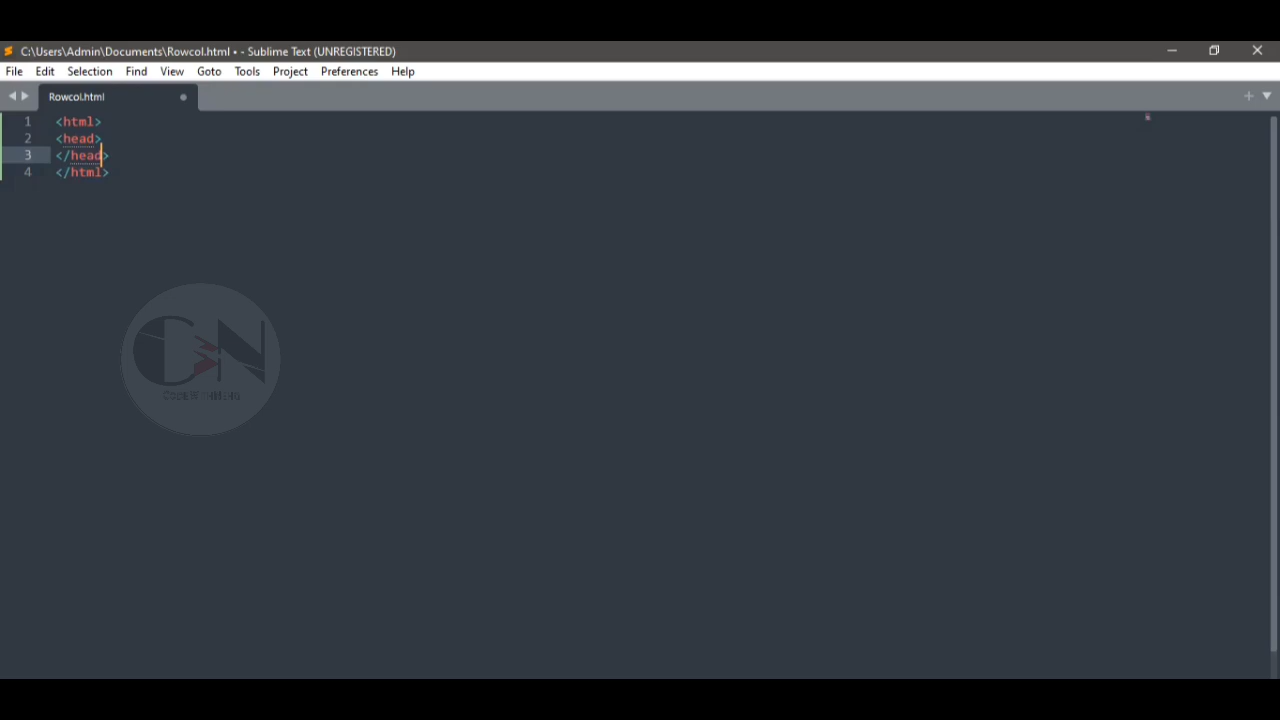 C:\Users\Admin\Documents\Rowcol.html • - Sublime Text (UNREGISTERED)
File Edit Selection Find View Goto Tools Project Preferences Help
Rowcol.html
1 <html>
2 <head>
3 </head>
4 </html>